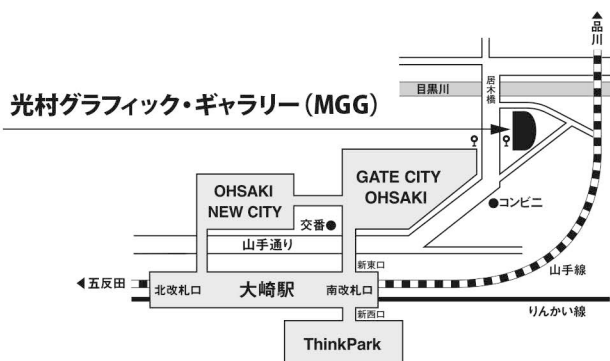 ▲品川
居木橋
目黒川
光村グラフィック・ギャラリー(MGG)
GATE CITY
OHSAKI
OHSAKI
NEW CITY
●コンビニ
交番●
山手通り
新東口
山手線
◀五反田
北改札口
大崎駅
南改札口
りんかい線
新西口
ThinkPark